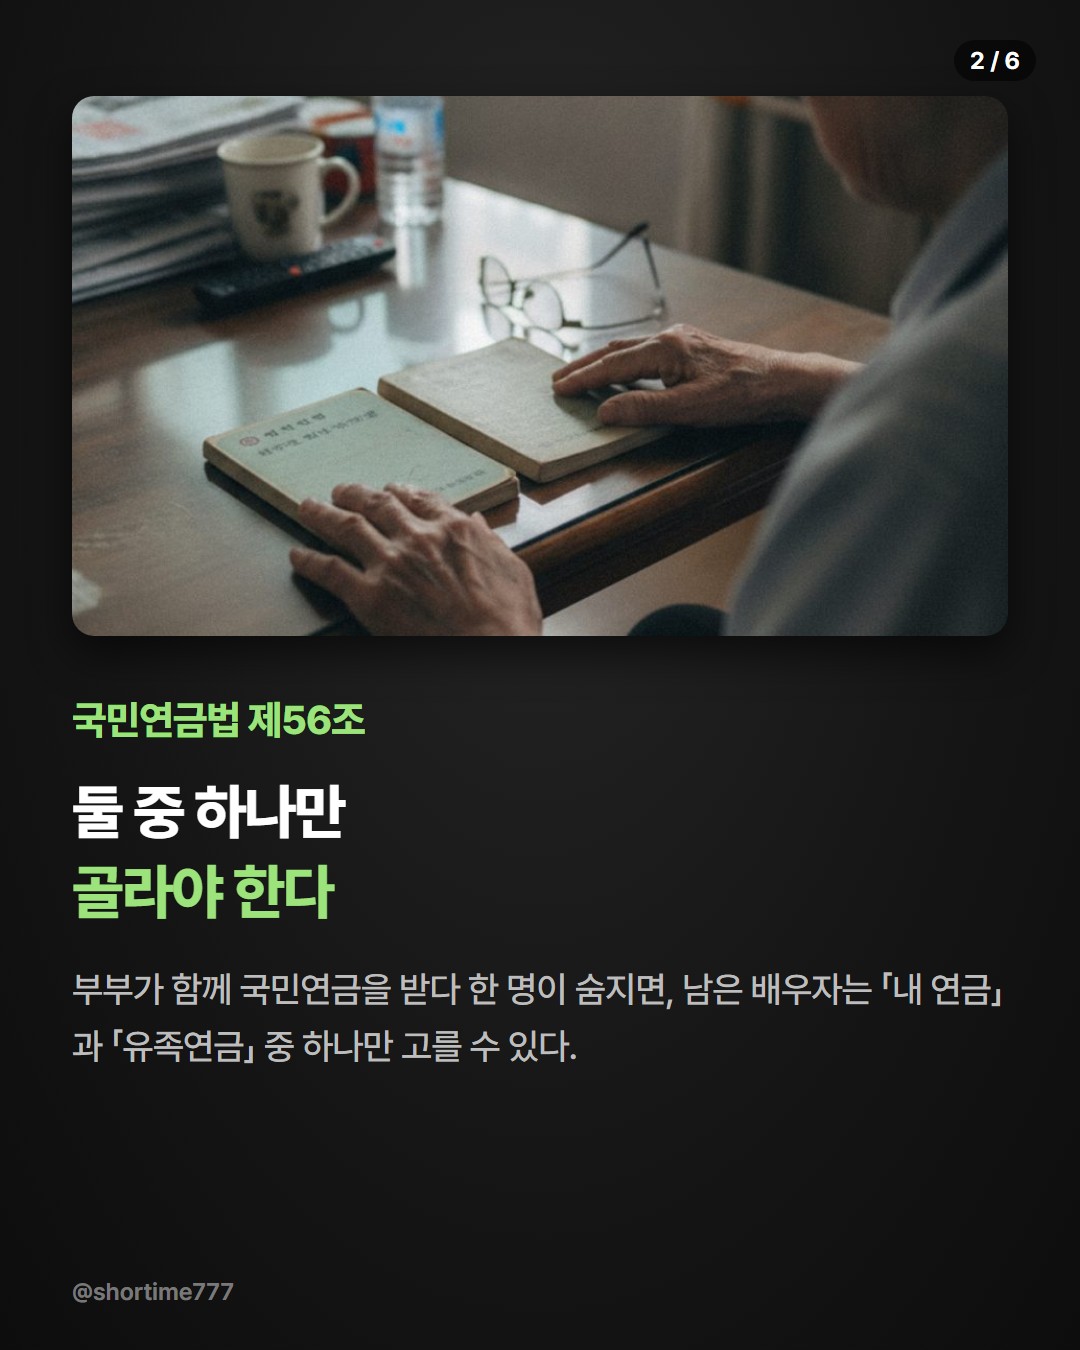 2 / 6
국민연금법 제56조
둘 중 하나만
골라야 한다
부부가 함께 국민연금을 받다 한 명이 숨지면, 남은 배우자는 「내 연금」
과 「유족연금」 중 하나만 고를 수 있다.
@shortime777